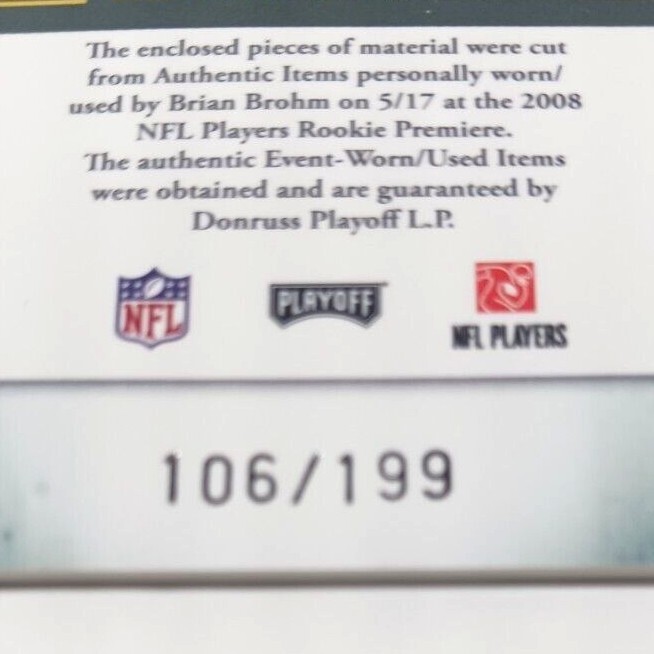 The enclosed pieces of material were cut
from Authentic Items personally worn/
used by Brian Brohm on 5/17 at the 2008
NFL Players Rookie Premiere.
The authentic Event-Worn/Used Items
were obtained and are guaranteed by
Donruss Playoff L.P.
NFL
PLAYOFF
NFL PLAYERS
106/199